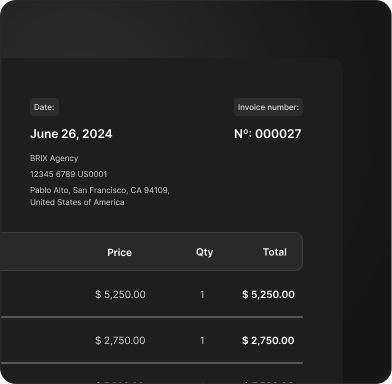 Date:
Invoice number:
June 26, 2024
Nº: 000027
BRIX Agency
12345 6789 US0001
Pablo Alto, San Francisco, CA 94109,
United States of America
Price Qty Total
$ 5,250.00 1 $ 5,250.00
$ 2,750.00 1 $ 2,750.00